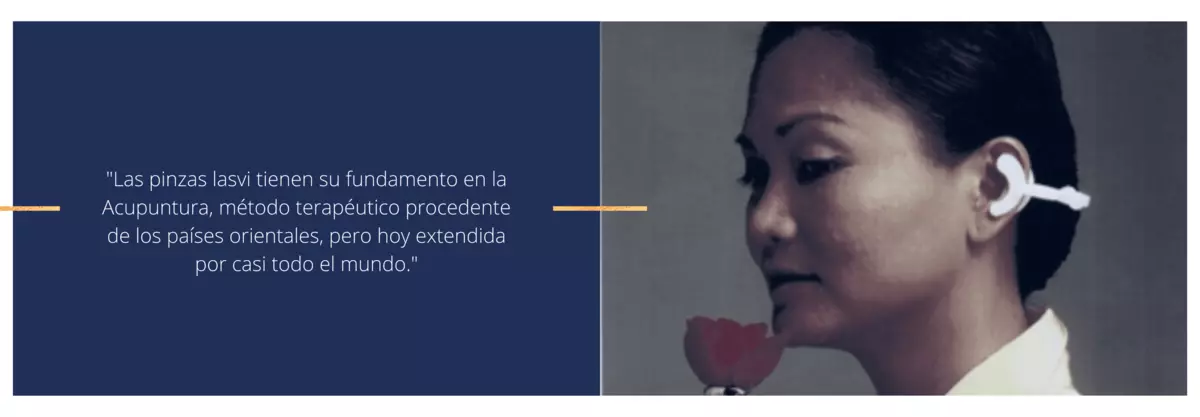 "Las pinzas lasvi tienen su fundamento en la
Acupuntura, método terapéutico procedente
de los países orientales, pero hoy extendida
por casi todo el mundo."